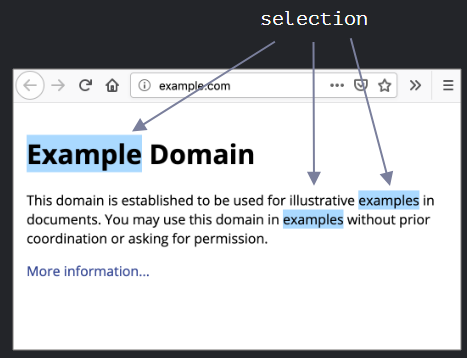 selection
example.com
Example Domain
This domain is established to be used for illustrative examples in
documents. You may use this domain in examples without prior
coordination or asking for permission.
More information...